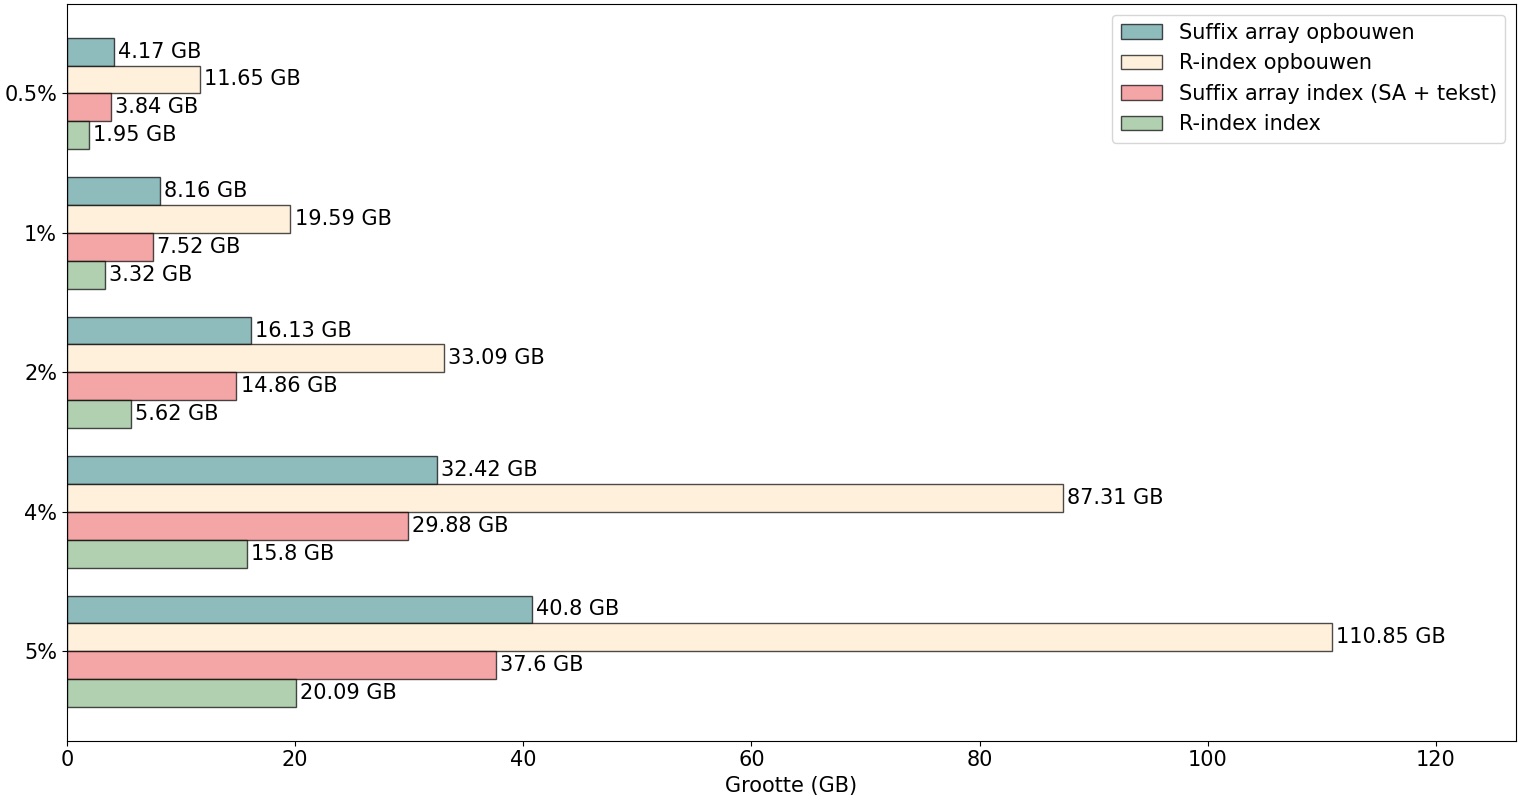 Suffix array opbouwen
R-index opbouwen
Suffix array index (SA + tekst)
R-index index
0.5%
4.17 GB
11.65 GB
3.84 GB
1.95 GB
1%
8.16 GB
19.59 GB
7.52 GB
3.32 GB
2%
16.13 GB
33.09 GB
14.86 GB
5.62 GB
4%
32.42 GB
87.31 GB
29.88 GB
15.8 GB
5%
40.8 GB
110.85 GB
37.6 GB
20.09 GB
0 20 40 60 80 100 120
Grootte (GB)